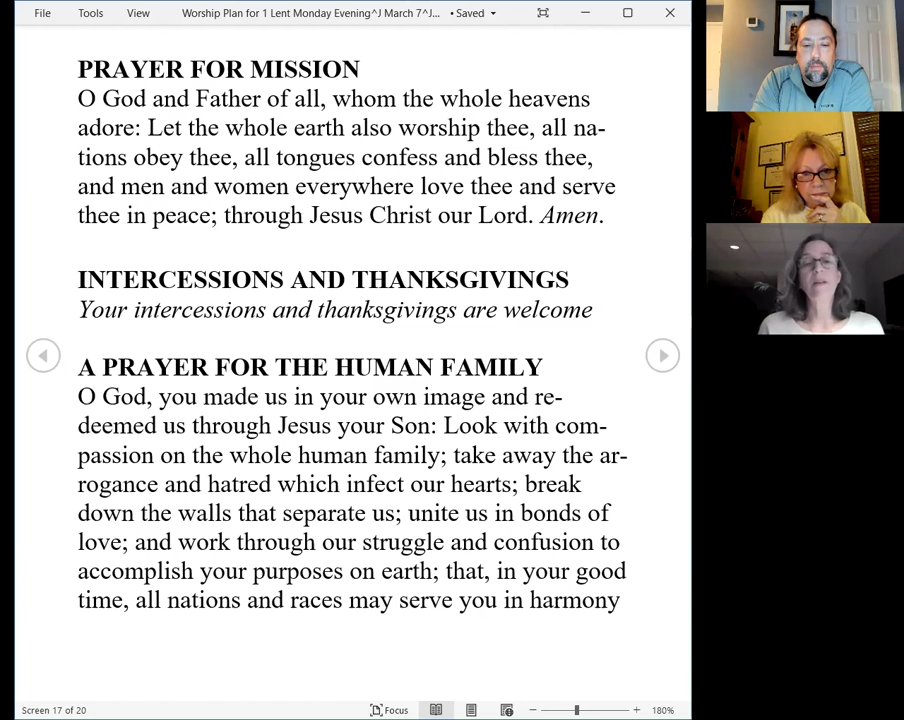 File Tools Worship Plan for 1 Lent Monday Evening^J March 7^J... • Saved
PRAYER FOR MISSION
O God and Father of all, whom the whole heavens
adore: Let the whole earth also worship thee, all na-
tions obey thee, all tongues confess and bless thee,
and men and women everywhere love thee and serve
thee in peace; through Jesus Christ our Lord. Amen.
INTERCESSIONS AND THANKSGIVINGS
Your intercessions and thanksgivings are welcome
A PRAYER FOR THE HUMAN FAMILY
O God, you made us in your own image and re-
deemed us through Jesus your Son: Look with com-
passion on the whole human family; take away the ar-
rogance and hatred which infect our hearts; break
down the walls that separate us; unite us in bonds of
love; and work through our struggle and confusion to
accomplish your purposes on earth; that, in your good
time, all nations and races may serve you in harmony
Screen 17 of 20 Focus 180%